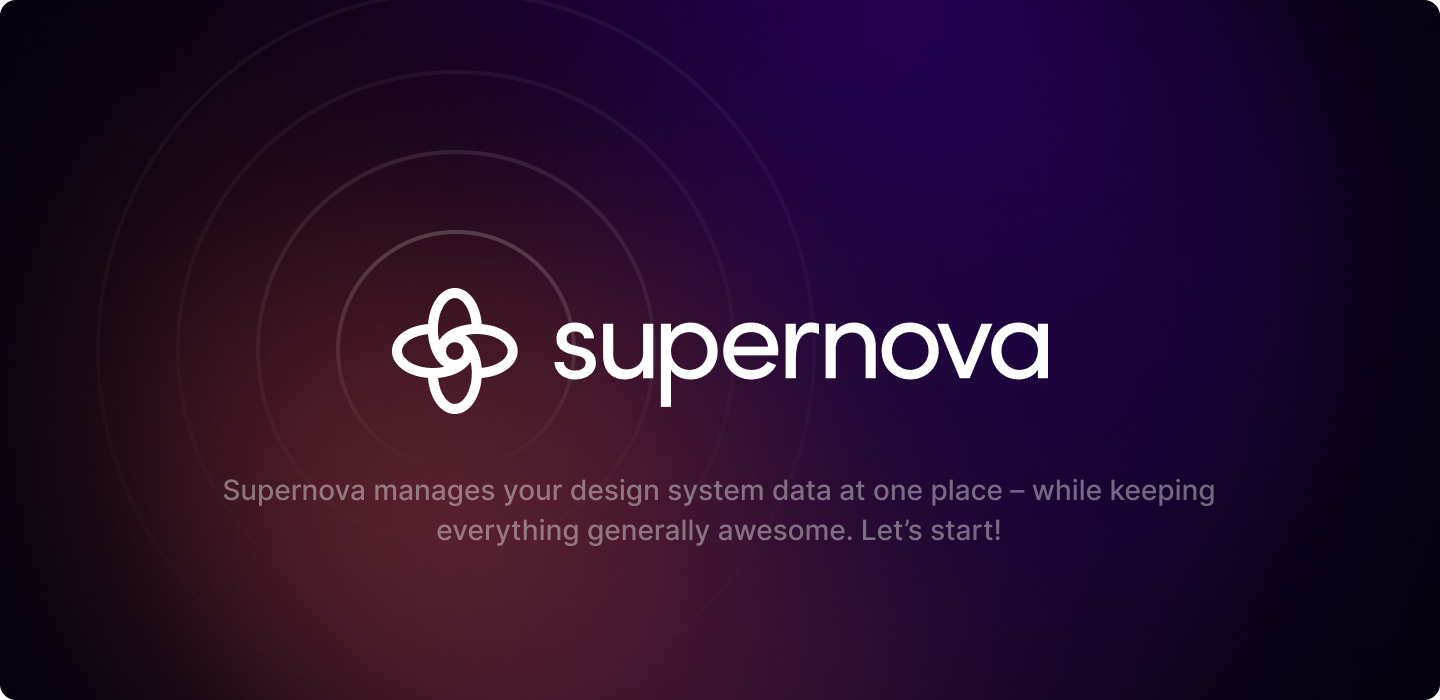 supernova
Supernova manages your design system data at one place – while keeping
everything generally awesome. Let’s start!